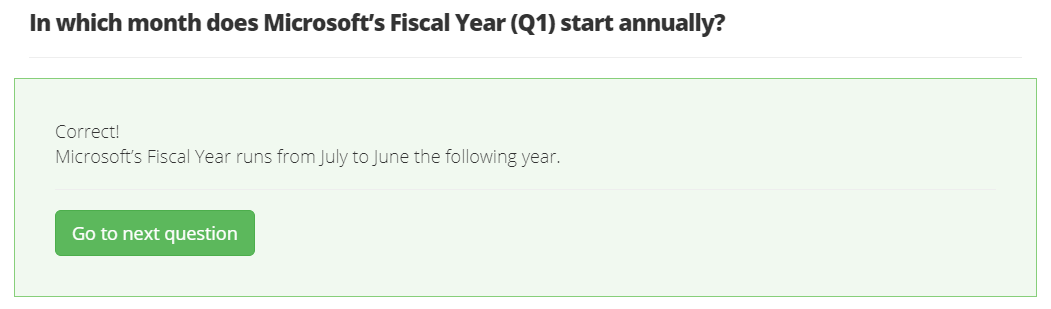 In which month does Microsoft’s Fiscal Year (Q1) start annually?
Correct!
Microsoft’s Fiscal Year runs from July to June the following year.
Go to next question